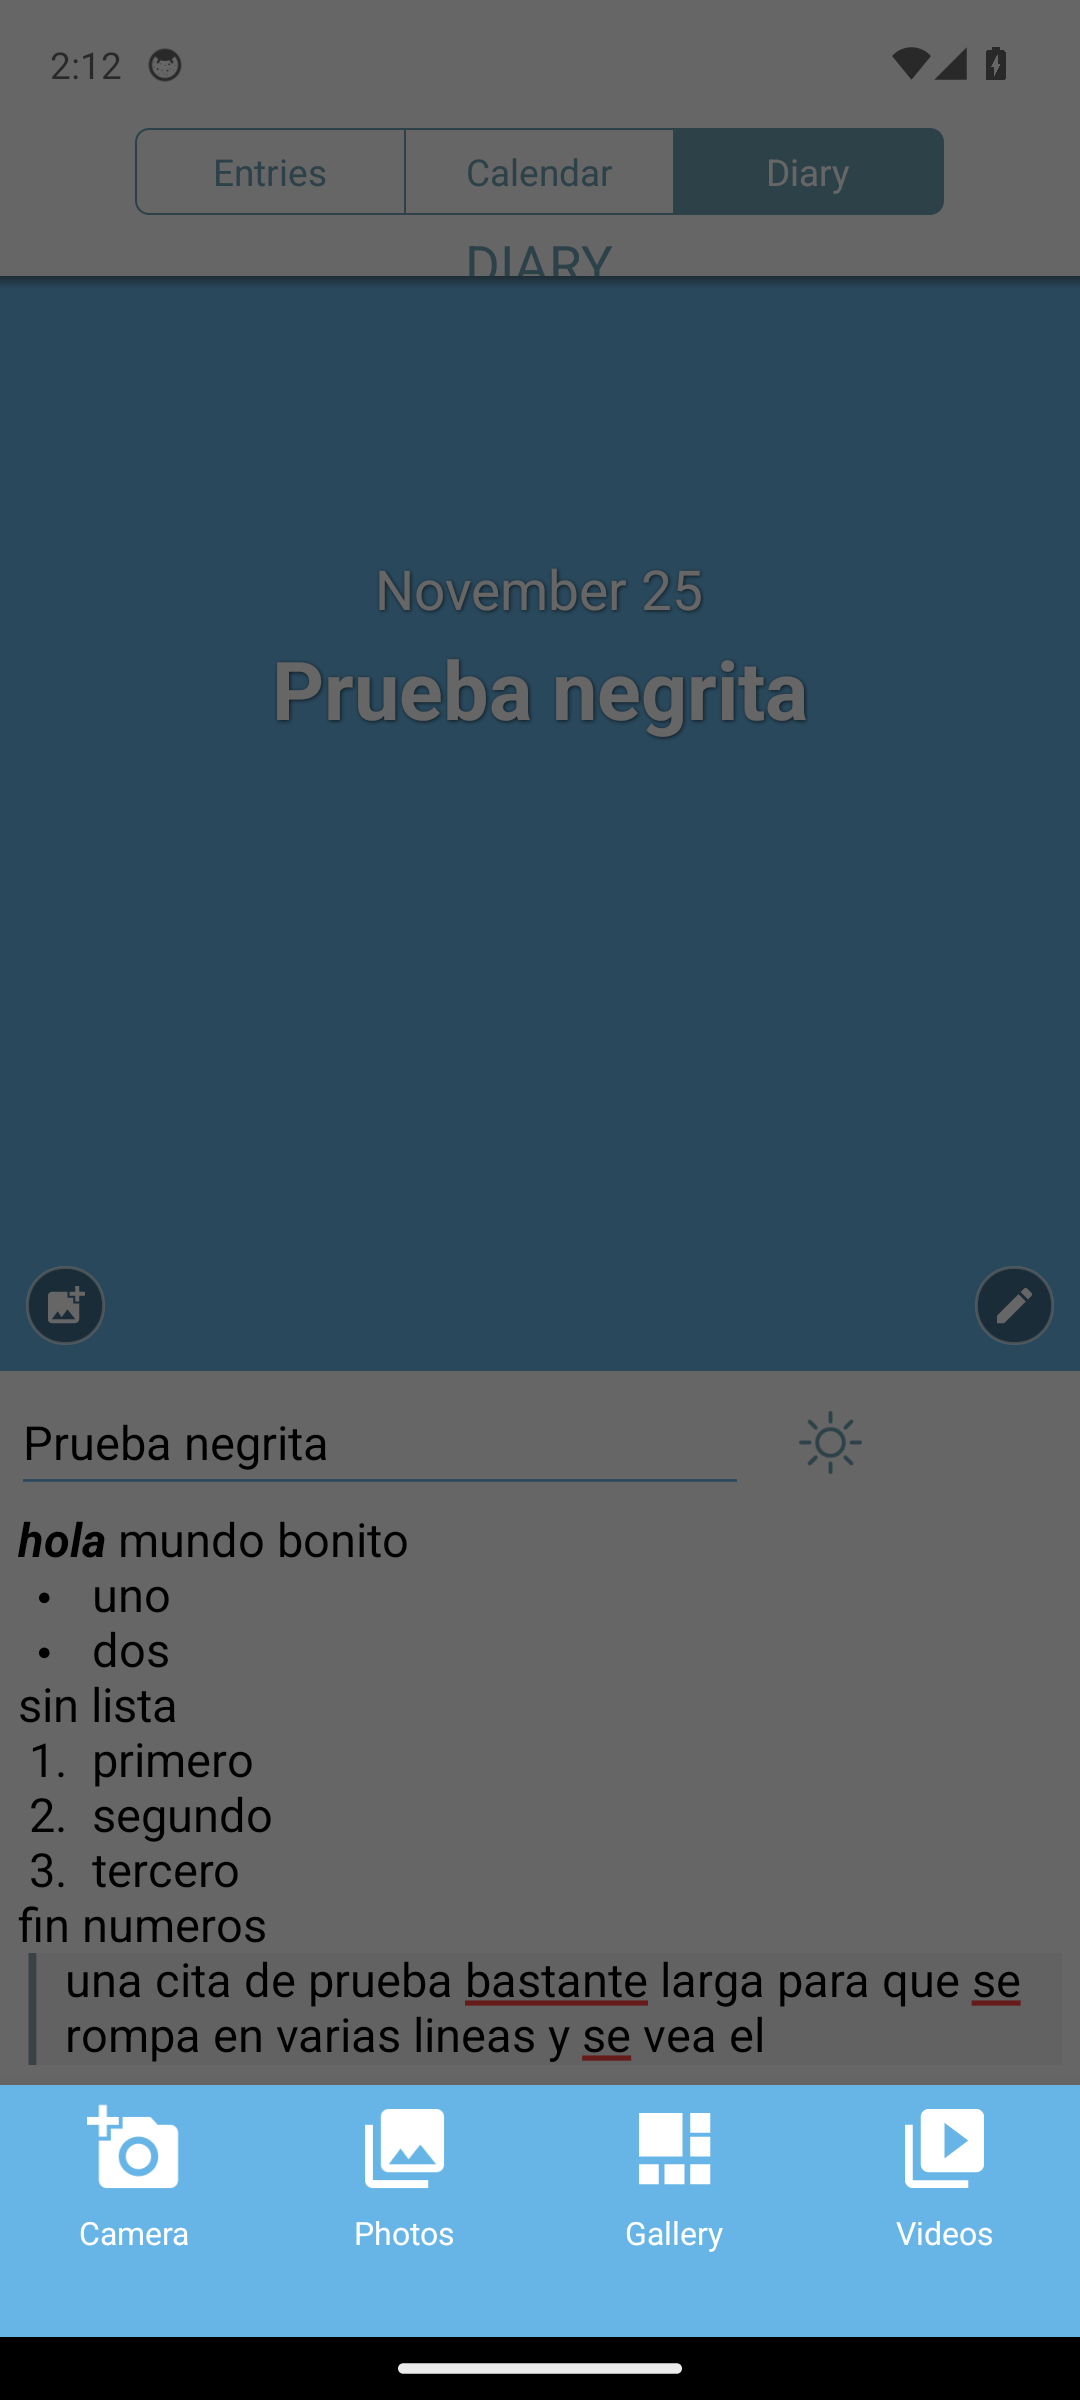 2:12
Entries Calendar Diary
DIARY
November 25
Prueba negrita
Prueba negrita
hola mundo bonito
• uno
• dos
sin lista
1. primero
2. segundo
3. tercero
fin numeros
una cita de prueba bastante larga para que se
rompa en varias lineas y se vea el
Camera Photos Gallery Videos